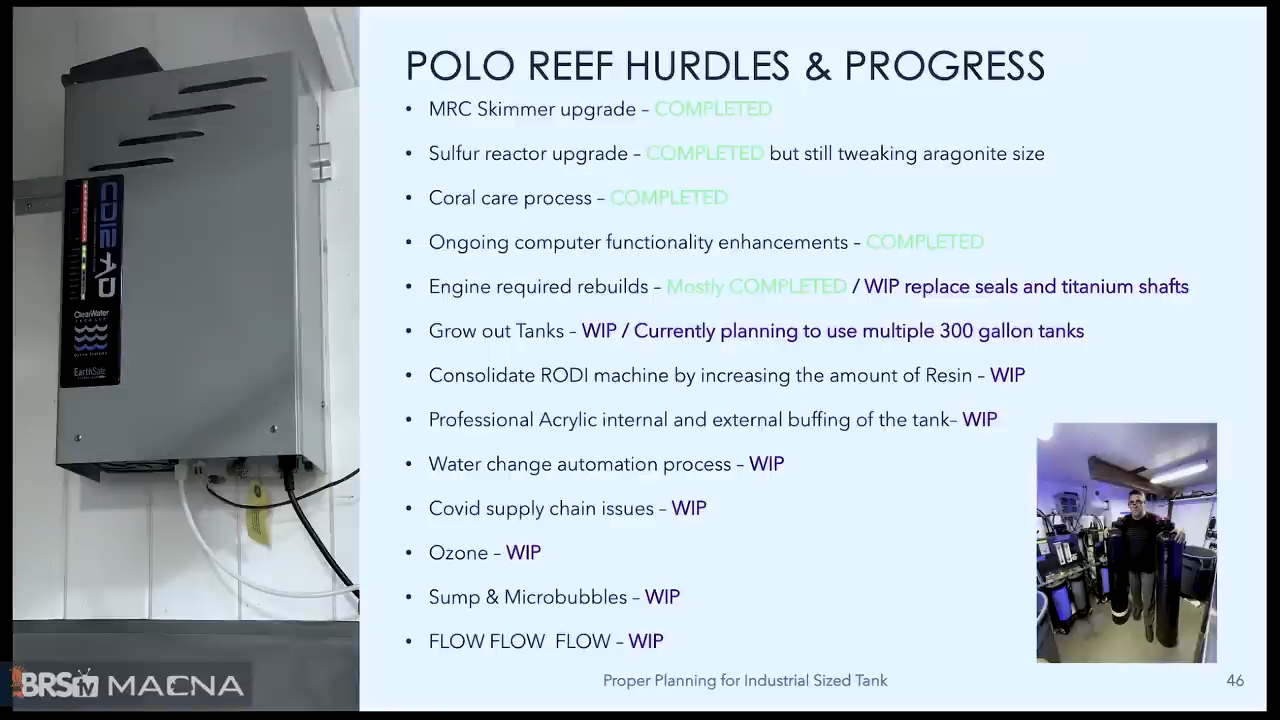 POLO REEF HURDLES & PROGRESS
• MRC Skimmer upgrade – COMPLETED
• Sulfur reactor upgrade – COMPLETED but still tweaking aragonite size
• Coral care process – COMPLETED
• Ongoing computer functionality enhancements – COMPLETED
• Engine required rebuilds – Mostly COMPLETED / WIP replace seals and titanium shafts
• Grow out Tanks – WIP / Currently planning to use multiple 300 gallon tanks
• Consolidate RODI machine by increasing the amount of Resin – WIP
• Professional Acrylic internal and external buffing of the tank– WIP
• Water change automation process – WIP
• Covid supply chain issues – WIP
• Ozone – WIP
• Sump & Microbubbles – WIP
• FLOW FLOW  FLOW – WIP
Proper Planning for Industrial Sized Tank
46
ClearWater
EarthSafe
BRStv MACNA